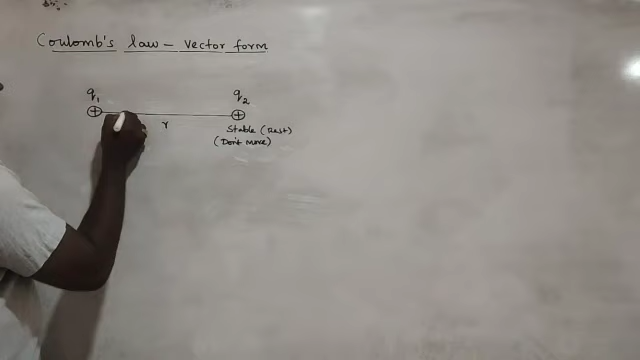 Coulomb's law - vector form
q₁ q₂
+ +
r
Stable (Rest)
(Don't move)